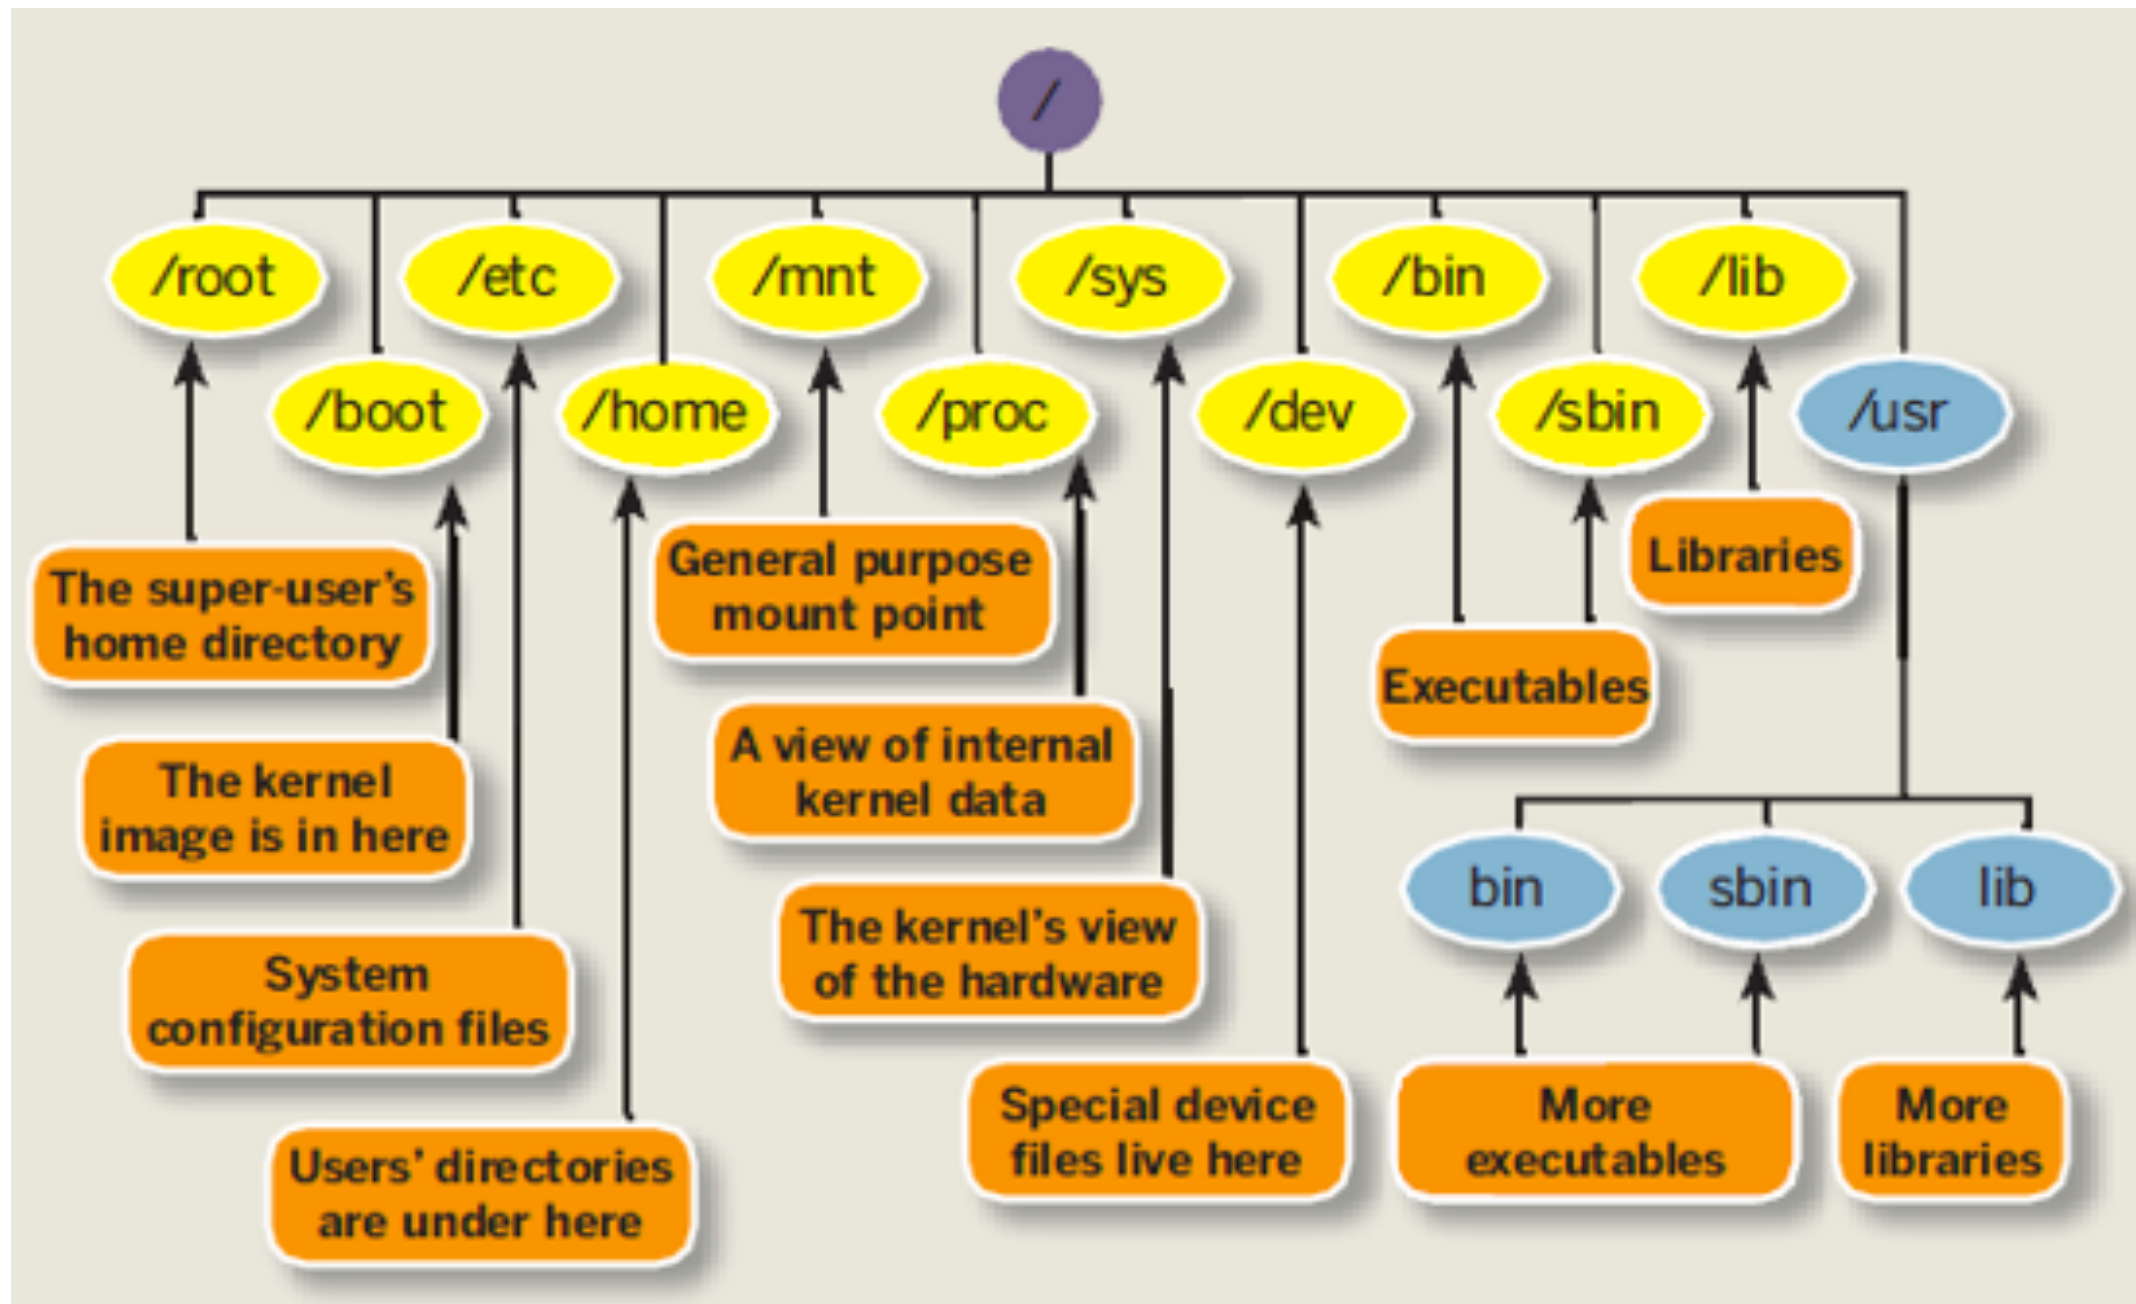 /
/root
/etc
/mnt
/sys
/bin
/lib
/boot
/home
/proc
/dev
/sbin
/usr
The super-user’s
home directory
General purpose
mount point
Libraries
Executables
A view of internal
kernel data
The kernel
image is in here
bin
sbin
lib
The kernel’s view
of the hardware
System
configuration files
Special device
files live here
More
executables
More
libraries
Users’ directories
are under here